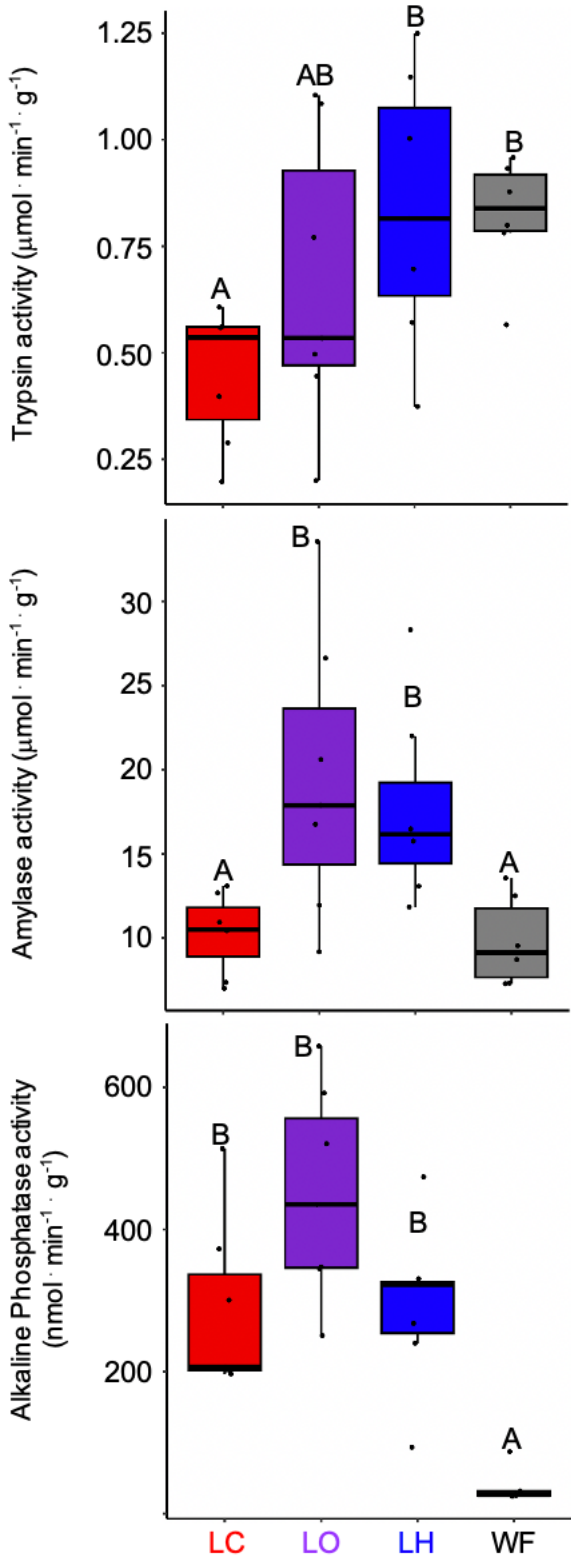 Trypsin activity (μmol · min⁻¹ · g⁻¹)
1.25
1.00
0.75
0.50
0.25
A
AB
B
B
Amylase activity (μmol · min⁻¹ · g⁻¹)
30
25
20
15
10
A
B
B
A
Alkaline Phosphatase activity
(nmol · min⁻¹ · g⁻¹)
600
400
200
B
B
B
A
LC LO LH WF